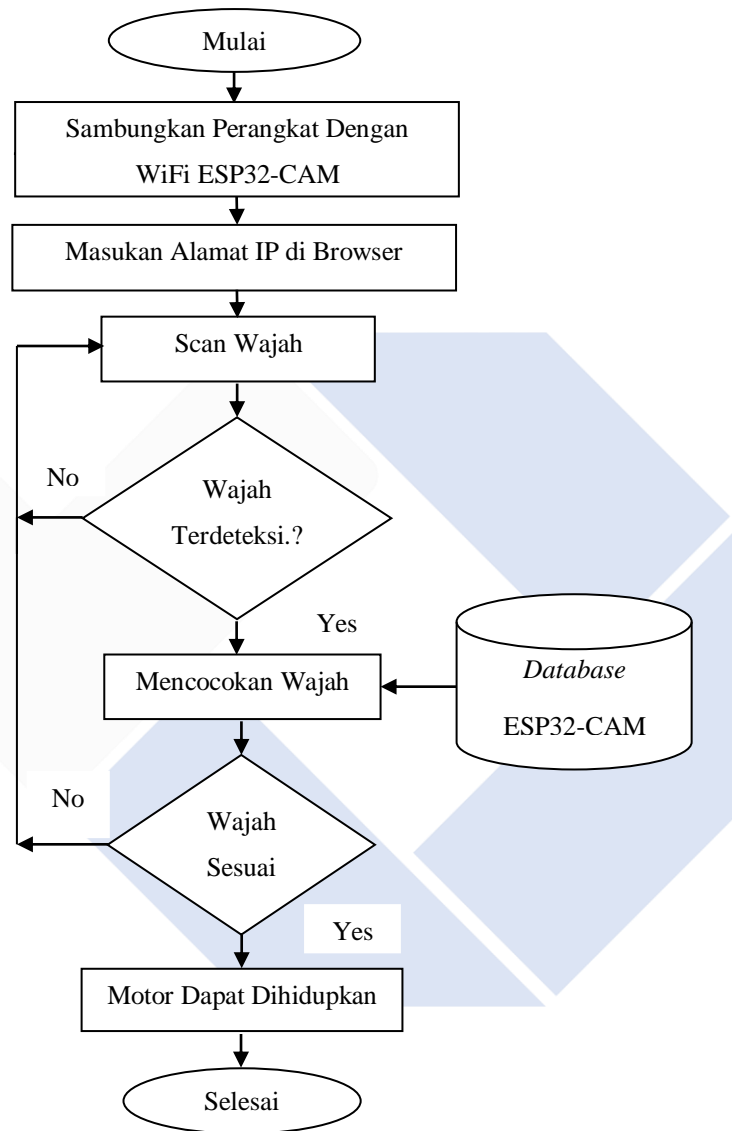 Mulai
Sambungkan Perangkat Dengan
WiFi ESP32-CAM
Masukan Alamat IP di Browser
Scan Wajah
No
Wajah
Terdeteksi.?
Yes
Mencocokan Wajah
Database
ESP32-CAM
No
Wajah
Sesuai
Yes
Motor Dapat Dihidupkan
Selesai